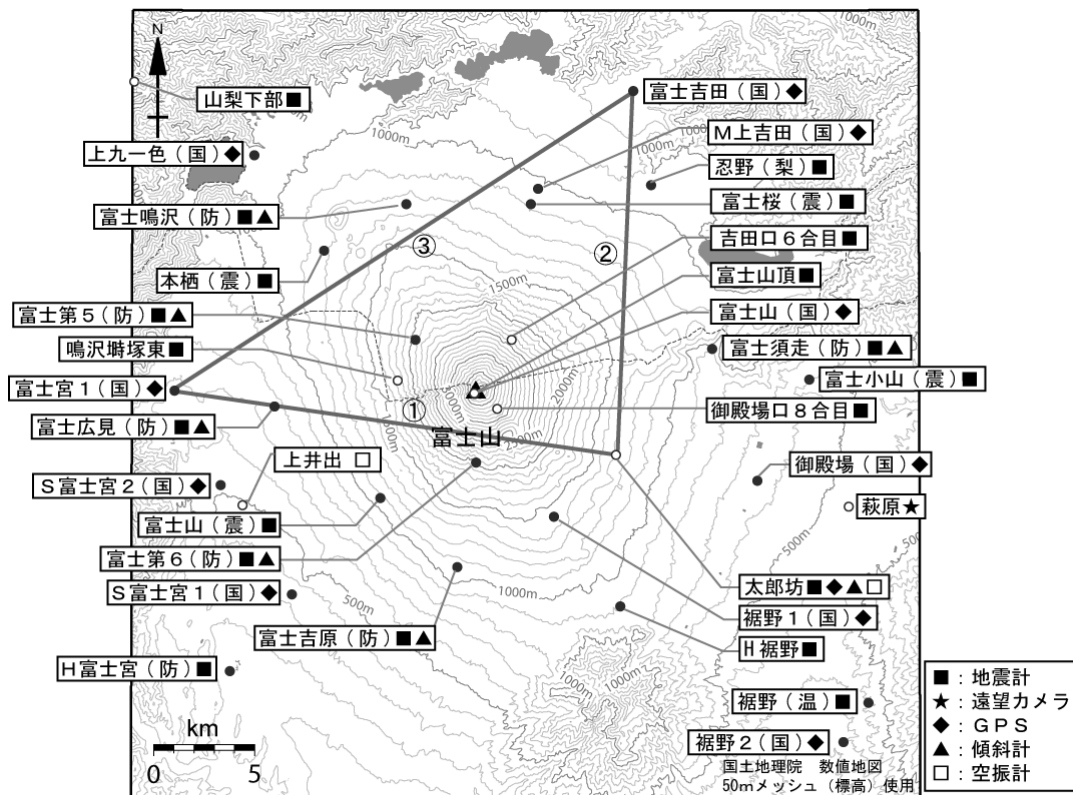 N
1000m
山梨下部■
富士吉田（国）◆
1000m
M上吉田（国）◆
1000m
上九一色（国）◆
忍野（梨）■
富士鳴沢（防）■▲
富士桜（震）■
③
②
吉田口６合目■
本栖（震）■
富士山頂■
1500m
富士第５（防）■▲
富士山（国）◆
鳴沢塒塚東■
富士須走（防）■▲
2000m
富士宮１（国）◆
富士小山（震）■
①
富士広見（防）■▲
御殿場口８合目■
富士山
上井出 □
御殿場（国）◆
S富士宮２（国）◆
萩原★
富士山（震）■
500m
富士第６（防）■▲
太郎坊■◆▲□
S富士宮１（国）◆
1000m
500m
裾野１（国）◆
富士吉原（防）■▲
H裾野■
H富士宮（防）■
1000m
1000m
裾野（温）■
km
0 5
裾野２（国）◆
国土地理院　数値地図
50mメッシュ（標高）使用
■：地震計
★：遠望カメラ
◆：GPS
▲：傾斜計
□：空振計